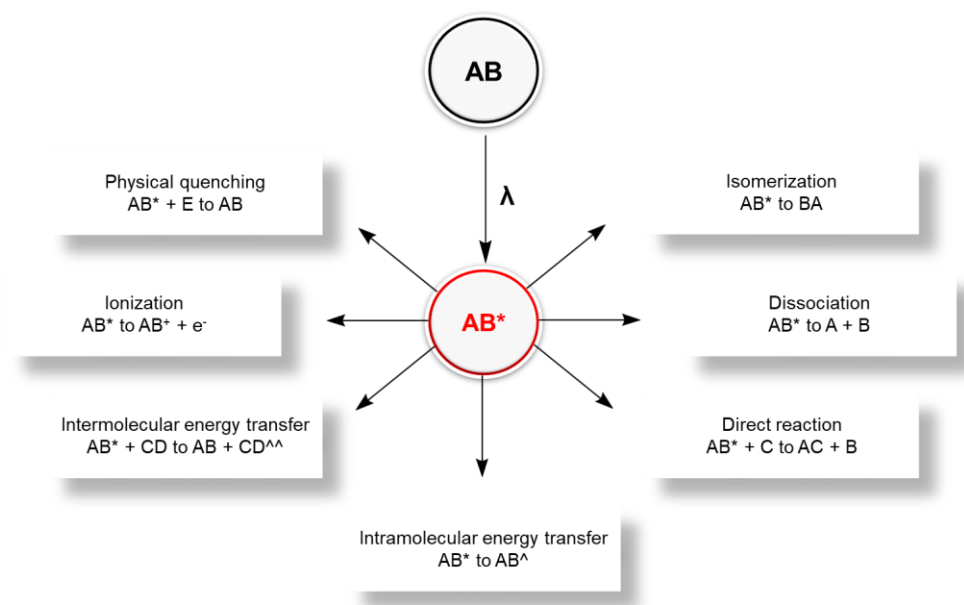 AB
λ
Physical quenching
AB* + E to AB
Isomerization
AB* to BA
Ionization
AB* to AB⁺ + e⁻
AB*
Dissociation
AB* to A + B
Intermolecular energy transfer
AB* + CD to AB + CD^^
Direct reaction
AB* + C to AC + B
Intramolecular energy transfer
AB* to AB^